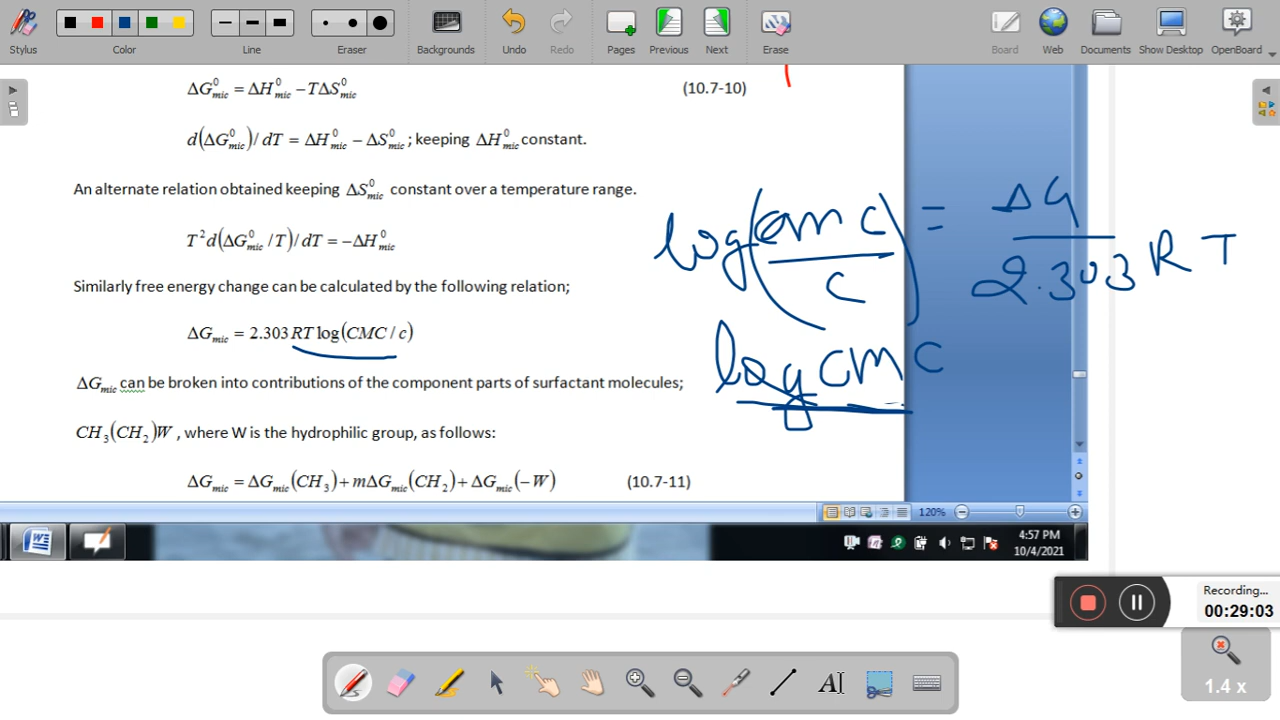 Stylus Color Line Eraser Backgrounds Undo Redo Pages Previous Next Erase Board Web Documents Show Desktop OpenBoard
ΔG⁰mic = ΔH⁰mic − TΔS⁰mic (10.7-10)
d(ΔG⁰mic)/dT = ΔH⁰mic − ΔS⁰mic; keeping ΔH⁰mic constant.
An alternate relation obtained keeping ΔS⁰mic constant over a temperature range.
T²d(ΔG⁰mic/T)/dT = −ΔH⁰mic
Similarly free energy change can be calculated by the following relation;
ΔGmic = 2.303RT log(CMC/c)
ΔGmic can be broken into contributions of the component parts of surfactant molecules;
CH₃(CH₂)W, where W is the hydrophilic group, as follows:
ΔGmic = ΔGmic(CH₃) + mΔGmic(CH₂) + ΔGmic(−W) (10.7-11)
log(cmc/c) = ΔG/2.303 RT
log cmc
120%
4:57 PM
10/4/2021
Recording...
00:29:03
1.4 x
AI